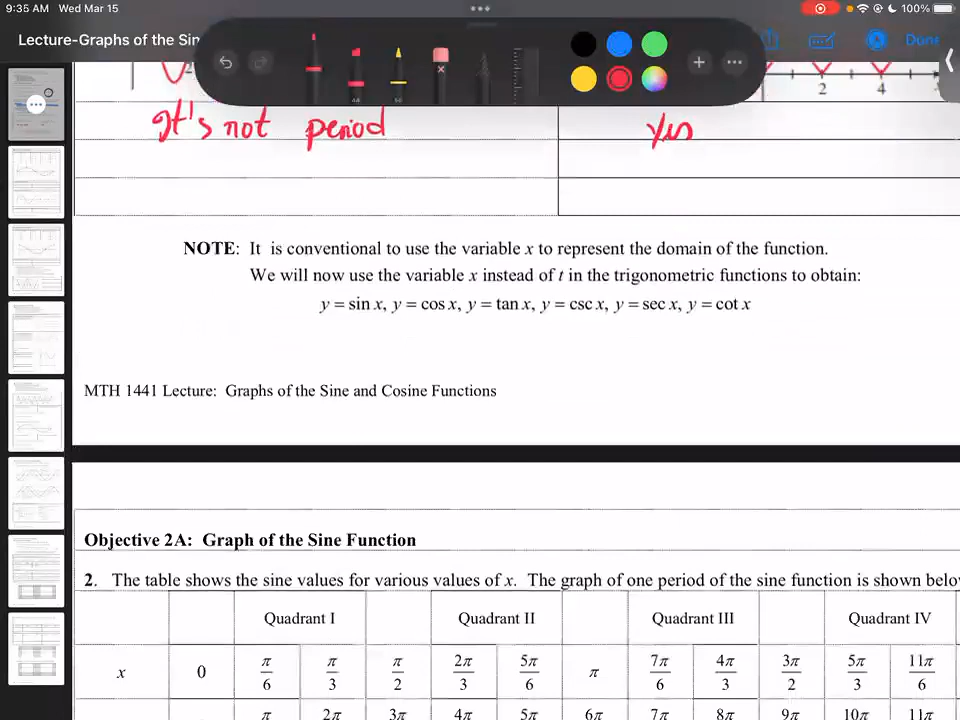 9:35 AM Wed Mar 15 100%
Lecture-Graphs of the Sin Done
2 2 4
It's not period yes
NOTE: It is conventional to use the variable x to represent the domain of the function.
We will now use the variable x instead of t in the trigonometric functions to obtain:
y = sin x, y = cos x, y = tan x, y = csc x, y = sec x, y = cot x
MTH 1441 Lecture: Graphs of the Sine and Cosine Functions
Objective 2A: Graph of the Sine Function
2. The table shows the sine values for various values of x. The graph of one period of the sine function is shown below
Quadrant I Quadrant II Quadrant III Quadrant IV
x 0 π/6 π/3 π/2 2π/3 5π/6 π 7π/6 4π/3 3π/2 5π/3 11π/6
π 2π 3π 4π 5π 6π 7π 8π 9π 10π 11π